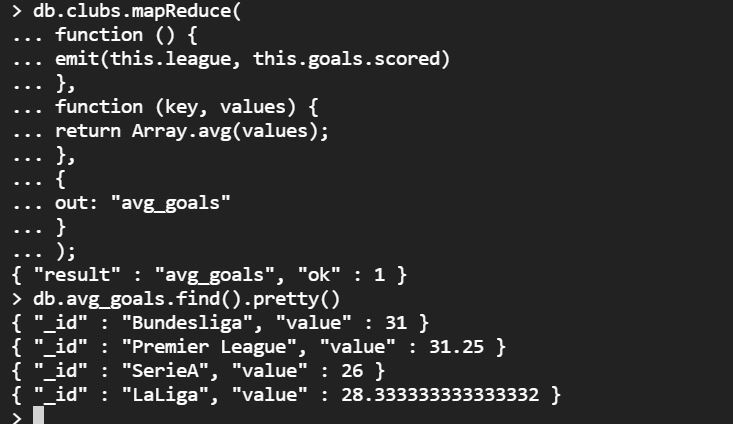 > db.clubs.mapReduce(
... function () {
... emit(this.league, this.goals.scored)
... },
... function (key, values) {
... return Array.avg(values);
... },
... {
... out: "avg_goals"
... }
... );
{ "result" : "avg_goals", "ok" : 1 }
> db.avg_goals.find().pretty()
{ "_id" : "Bundesliga", "value" : 31 }
{ "_id" : "Premier League", "value" : 31.25 }
{ "_id" : "SerieA", "value" : 26 }
{ "_id" : "LaLiga", "value" : 28.333333333333332 }
>